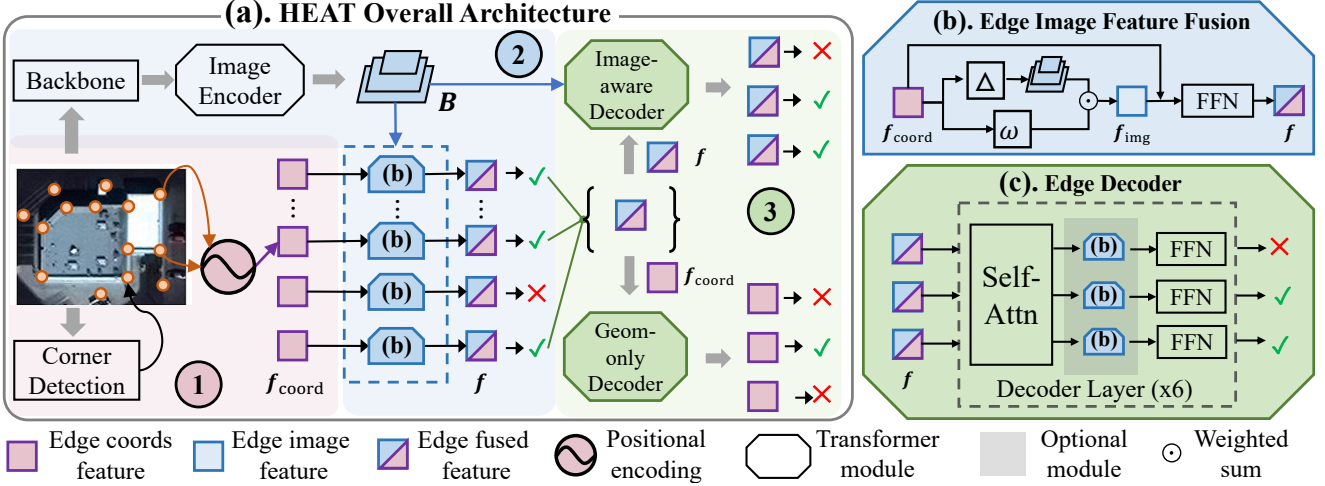 (a). HEAT Overall Architecture
Backbone
Image
Encoder
B
2
Image-
aware
Decoder
f
(b)
(b)
(b)
(b)
3
f_coord
Geom-
only
Decoder
Corner
Detection
1
f_coord
f
(b). Edge Image Feature Fusion
Δ
ω
f_coord
f_img
FFN
f
(c). Edge Decoder
Self-
Attn
(b)
FFN
(b)
FFN
(b)
FFN
f
Decoder Layer (x6)
Edge coords
feature
Edge image
feature
Edge fused
feature
Positional
encoding
Transformer
module
Optional
module
Weighted
sum